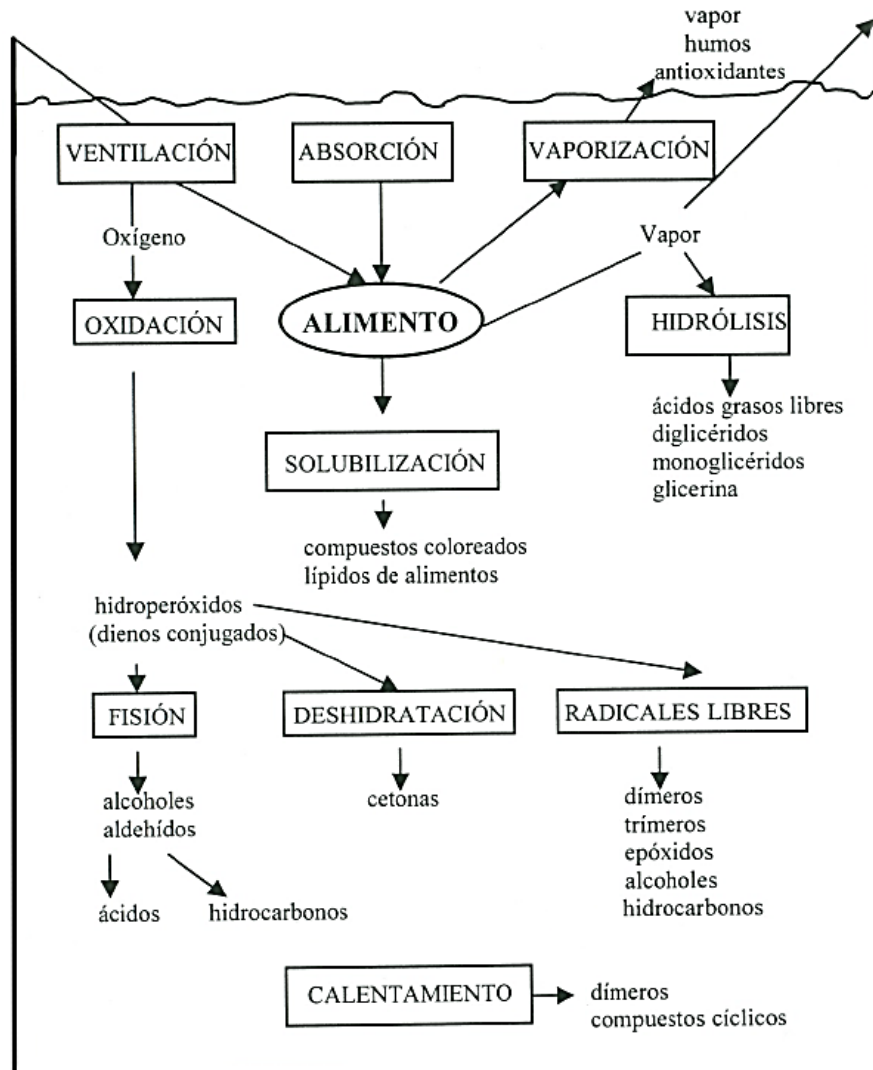 vapor
humos
antioxidantes
VENTILACIÓN
ABSORCIÓN
VAPORIZACIÓN
Oxígeno
Vapor
OXIDACIÓN
ALIMENTO
HIDRÓLISIS
ácidos grasos libres
diglicéridos
monoglicéridos
glicerina
SOLUBILIZACIÓN
compuestos coloreados
lípidos de alimentos
hidroperóxidos
(dienos conjugados)
FISIÓN
DESHIDRATACIÓN
RADICALES LIBRES
alcoholes
aldehídos
cetonas
dímeros
trímeros
epóxidos
alcoholes
hidrocarbonos
ácidos
hidrocarbonos
CALENTAMIENTO
dímeros
compuestos cíclicos